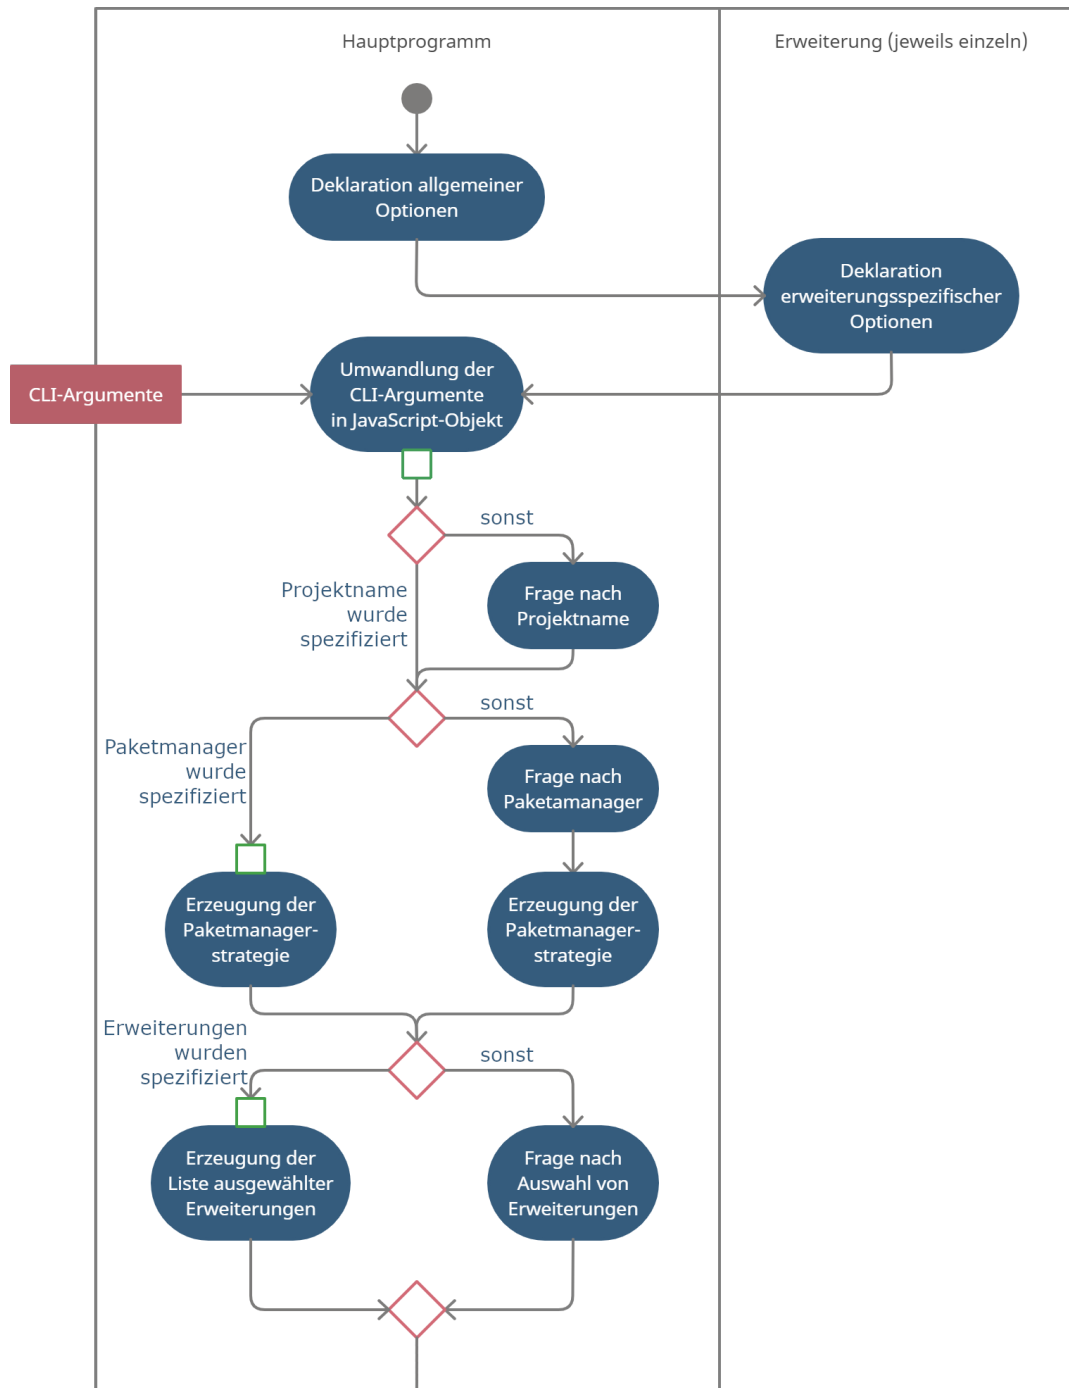 Hauptprogramm
Erweiterung (jeweils einzeln)
Deklaration allgemeiner
Optionen
Deklaration
erweiterungsspezifischer
Optionen
CLI-Argumente
Umwandlung der
CLI-Argumente
in JavaScript-Objekt
sonst
Projektname
wurde
spezifiziert
Frage nach
Projektname
sonst
Paketmanager
wurde
spezifiziert
Frage nach
Paketamanager
Erzeugung der
Paketmanager-
strategie
Erzeugung der
Paketmanager-
strategie
Erweiterungen
wurden
spezifiziert
sonst
Erzeugung der
Liste ausgewählter
Erweiterungen
Frage nach
Auswahl von
Erweiterungen